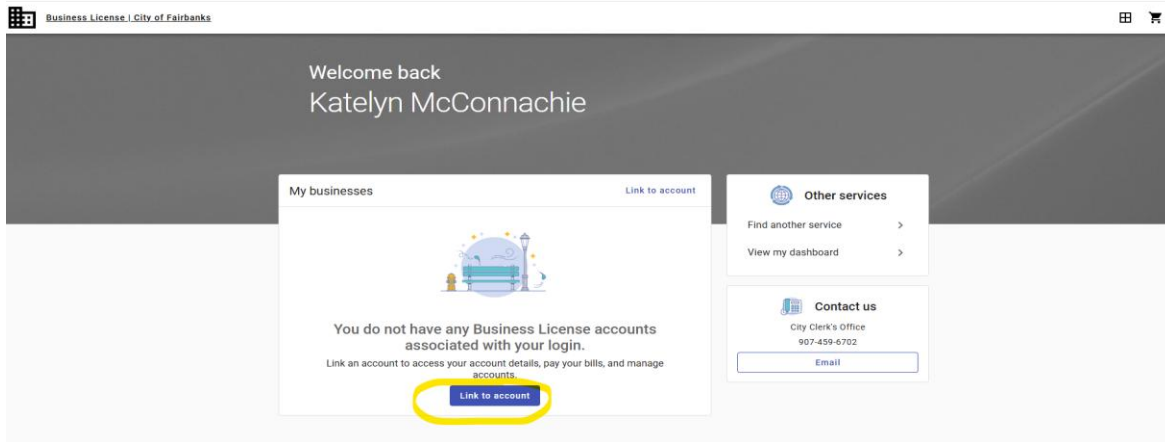 Business License | City of Fairbanks
Welcome back
Katelyn McConnachie
My businesses
Link to account
You do not have any Business License accounts
associated with your login.
Link an account to access your account details, pay your bills, and manage
accounts.
Link to account
Other services
Find another service
View my dashboard
Contact us
City Clerk's Office
907-459-6702
Email